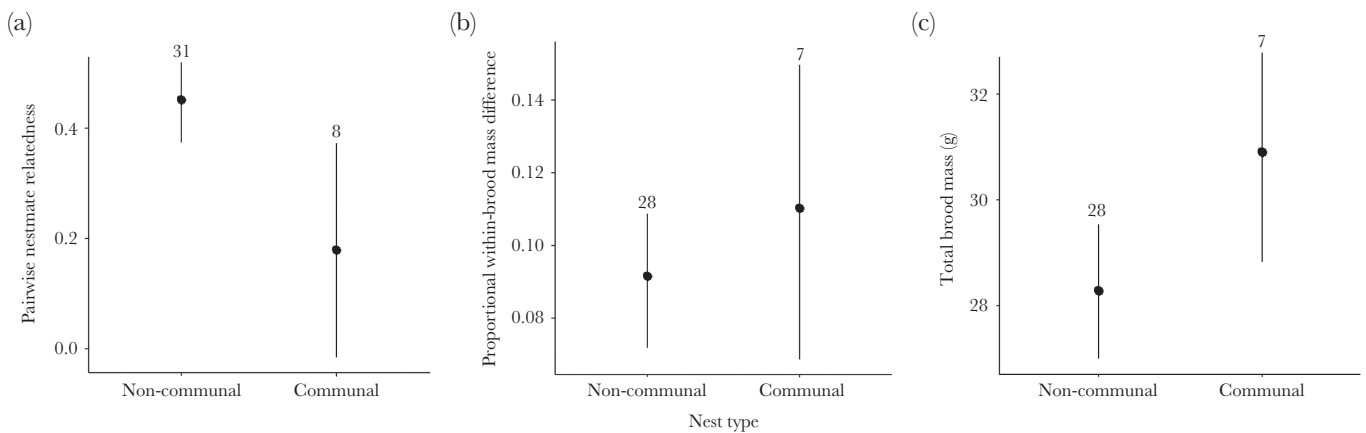 (a)
31
8
0.4
0.2
0.0
Pairwise nestmate relatedness
Non-communal
Communal
(b)
28
7
0.14
0.12
0.10
0.08
Proportional within-brood mass difference
Non-communal
Communal
Nest type
(c)
28
7
32
30
28
Total brood mass (g)
Non-communal
Communal